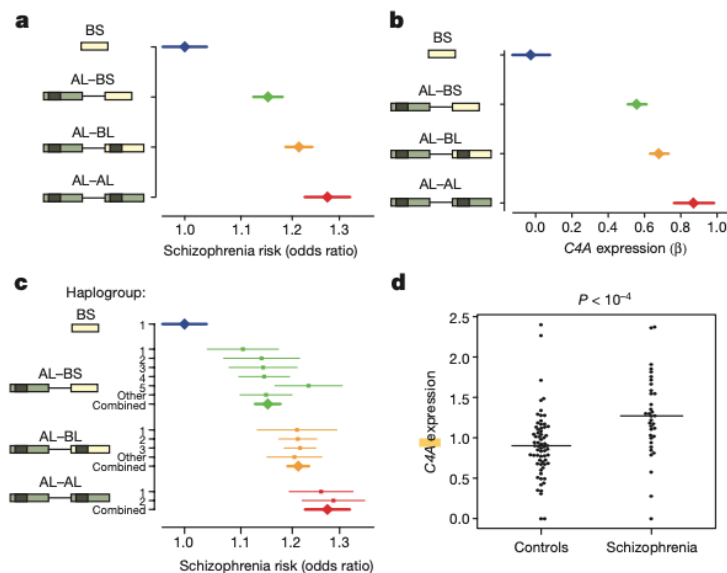 a
BS
AL–BS
AL–BL
AL–AL
1.0 1.1 1.2 1.3
Schizophrenia risk (odds ratio)
b
BS
AL–BS
AL–BL
AL–AL
0.0 0.2 0.4 0.6 0.8 1.0
C4A expression (β)
c
Haplogroup:
BS
1
AL–BS
1
2
3
4
5
Other
Combined
AL–BL
1
2
3
Other
Combined
AL–AL
1
2
Combined
1.0 1.1 1.2 1.3
Schizophrenia risk (odds ratio)
d
P < 10⁻⁴
2.5
2.0
1.5
1.0
0.5
0.0
C4A expression
Controls Schizophrenia